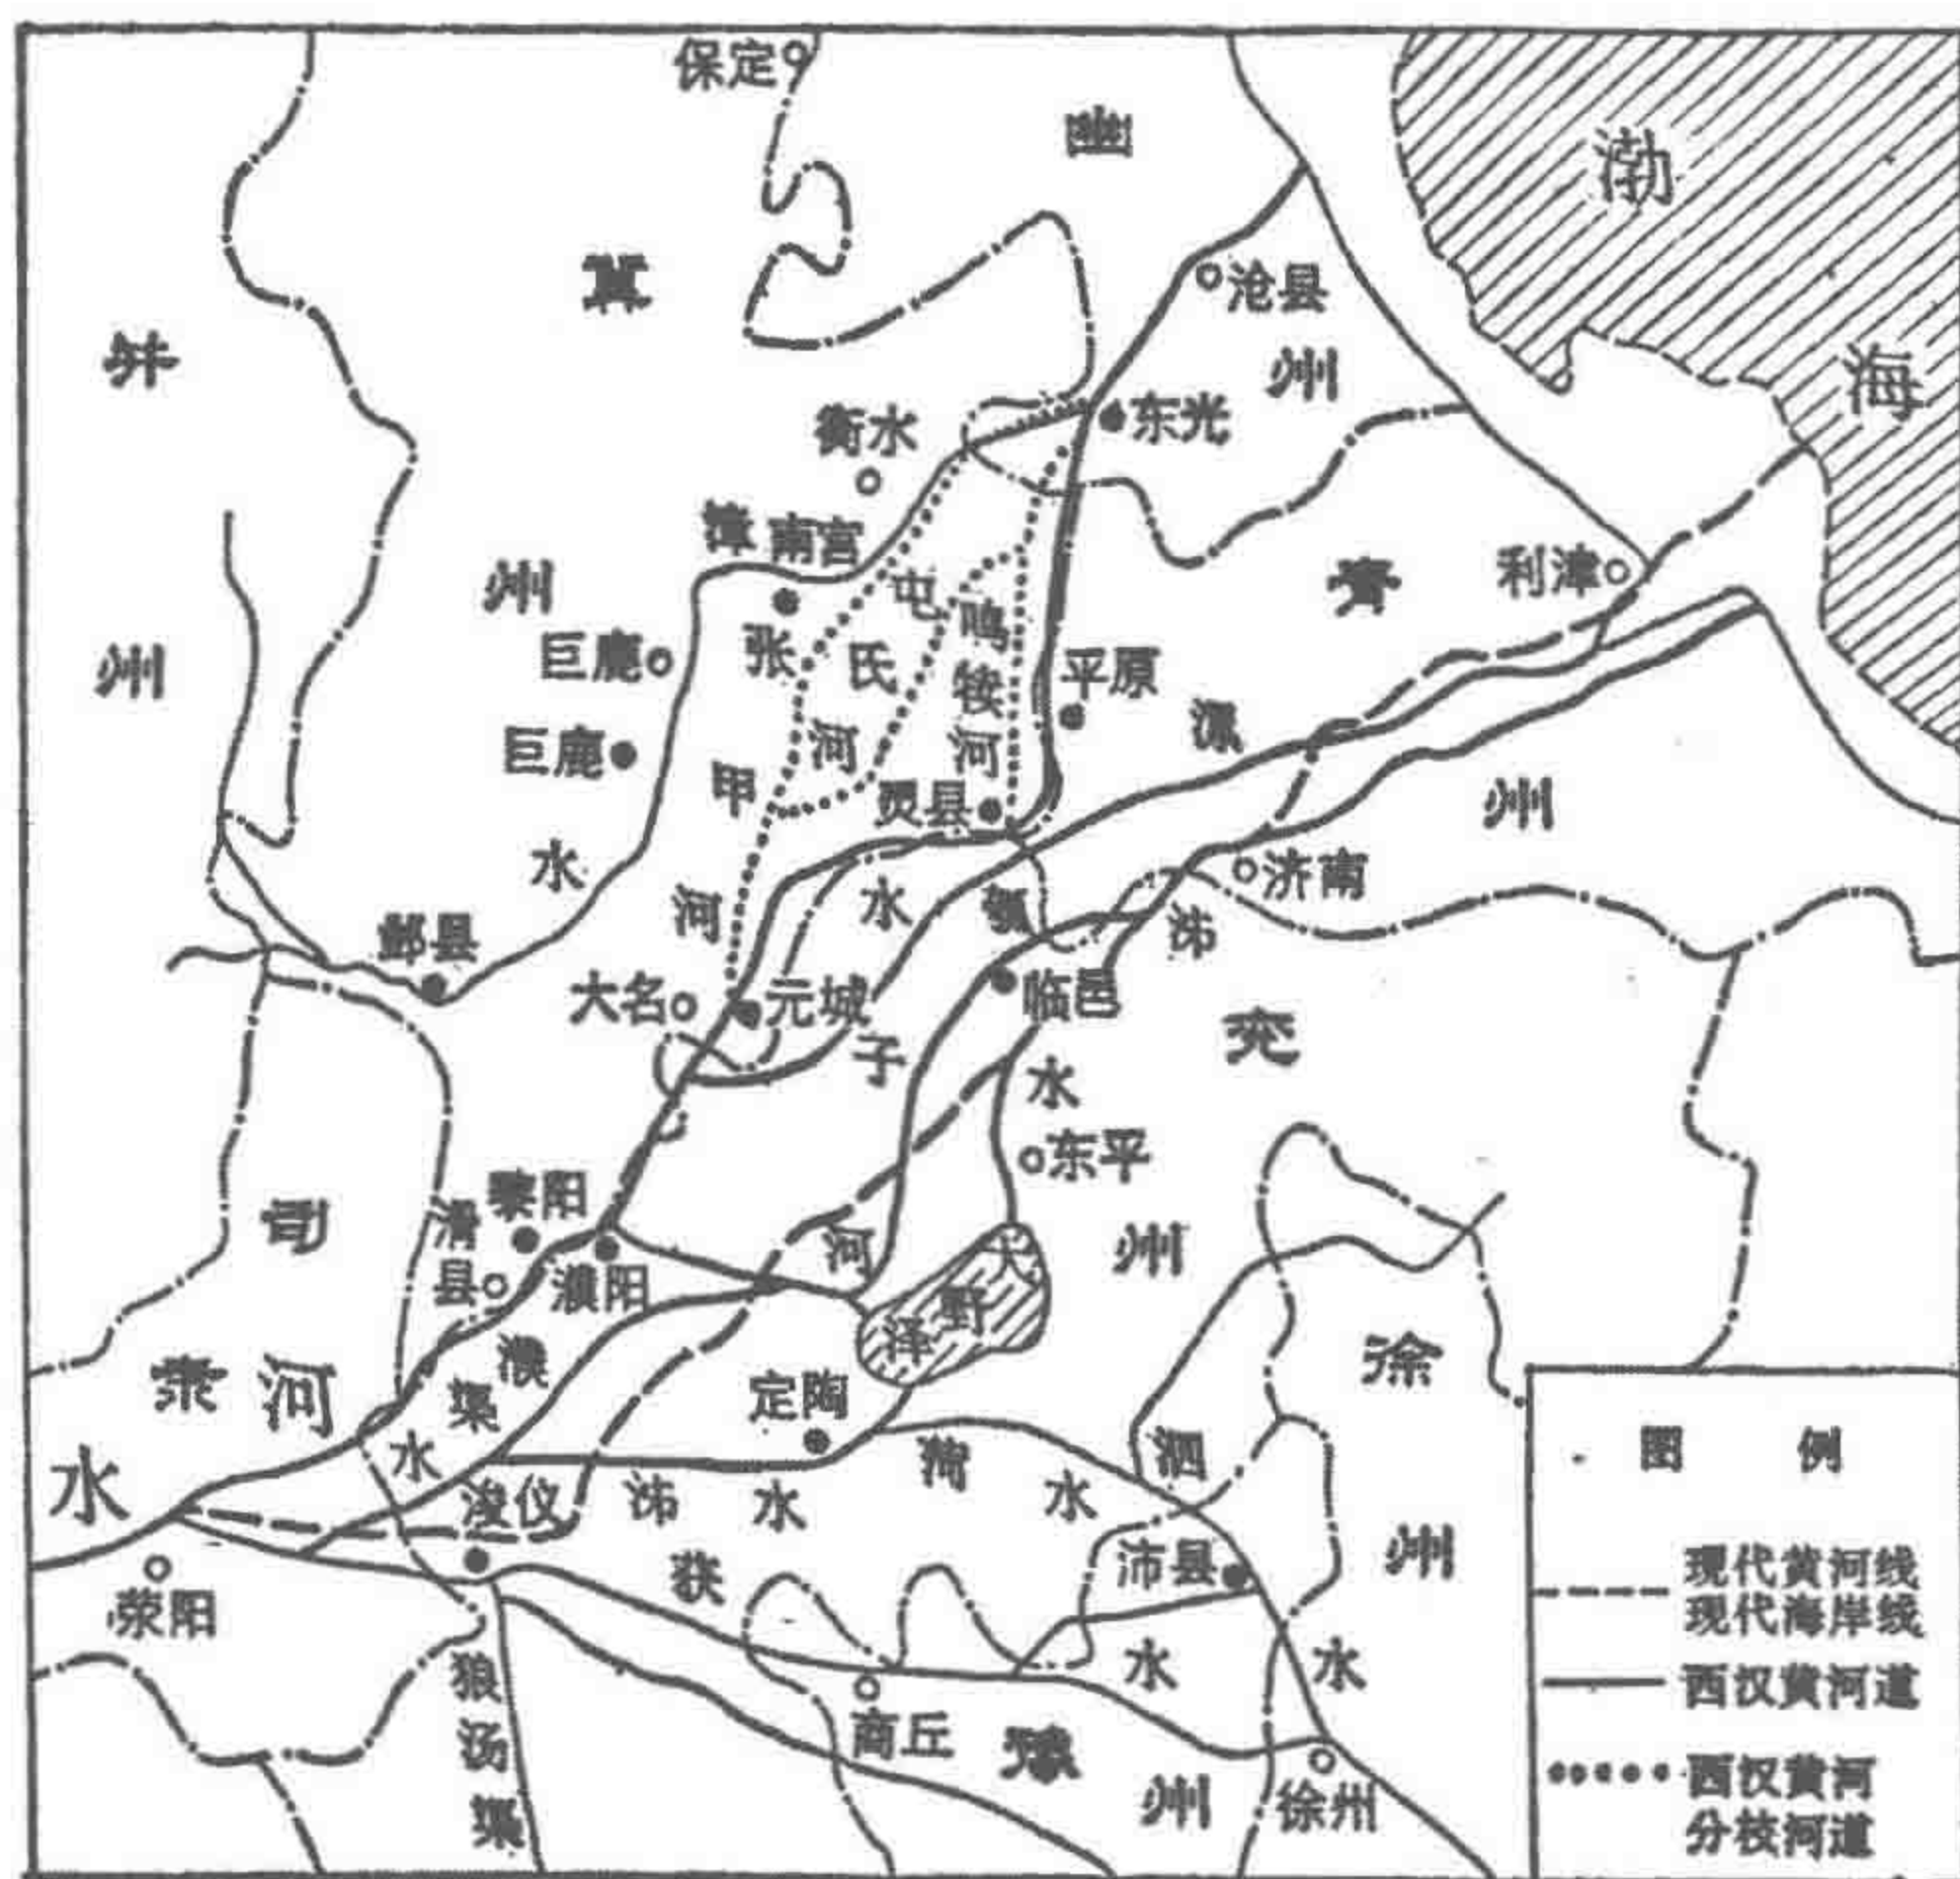 保定
幽
渤
冀
沧县
并
州
海
东光
衡水
漳
南宫
屯
鸣
利津
青
州
州
巨鹿
张
氏
犊
平原
巨鹿
甲
河
河
灵县
漯
州
水
河
水
瓠
济南
泲
邺县
大名
元城
临邑
子
水
兖
东平
司
滑
县
黎阳
濮阳
河
大
野
泽
州
徐
濮
渠
水
定陶
荥
河
水
浚仪
泲
水
菏
水
泗
图 例
荥阳
获
沛县
州
现代黄河线
现代海岸线
狼
汤
渠
商丘
水
水
西汉黄河道
豫
州
徐州
西汉黄河
分枝河道